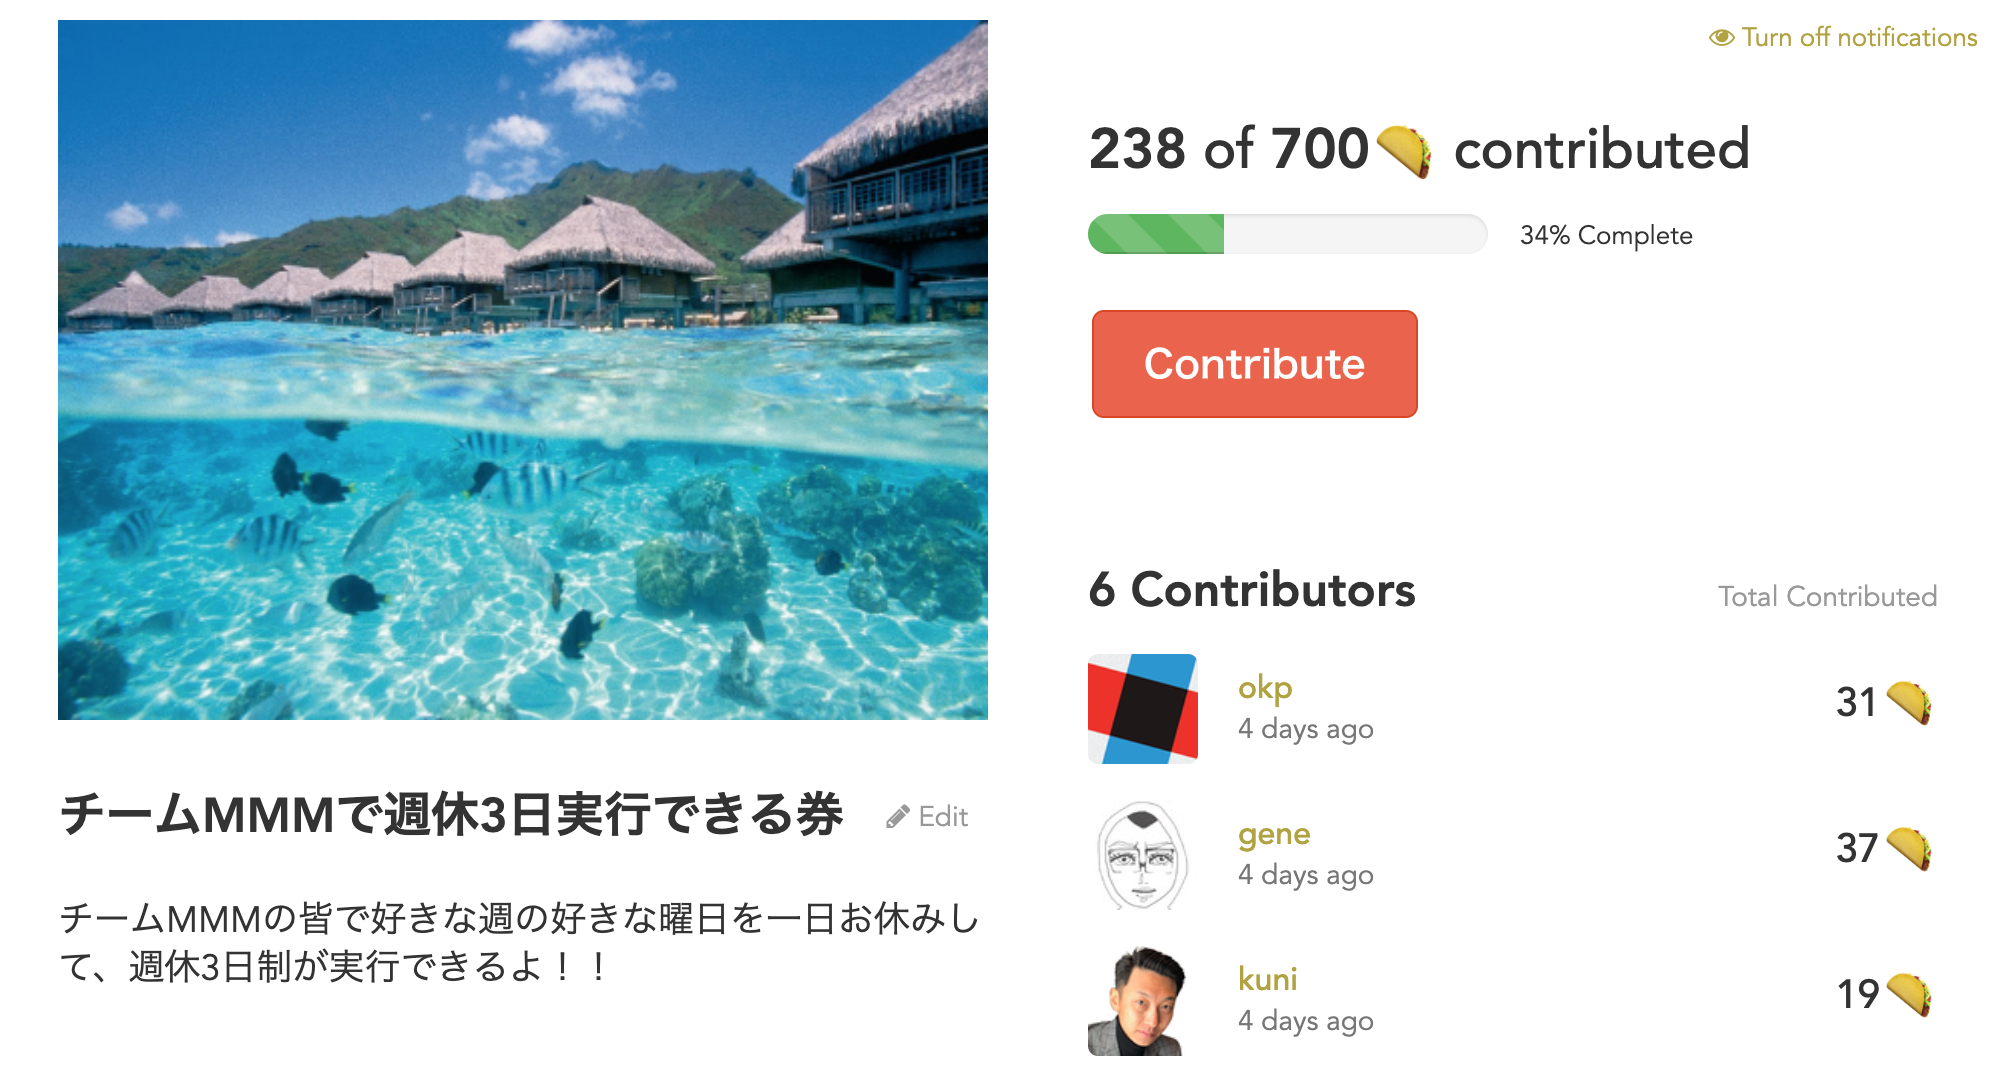 Turn off notifications
238 of 700🌮 contributed
34% Complete
Contribute
6 Contributors
Total Contributed
okp
4 days ago
31 🌮
gene
4 days ago
37 🌮
kuni
4 days ago
19 🌮
チームMMMで週休3日実行できる券
Edit
チームMMMの皆で好きな週の好きな曜日を一日お休みし
て、週休3日制が実行できるよ！！